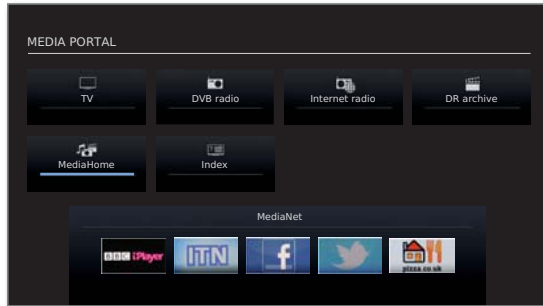 MEDIA PORTAL
TV
DVB radio
Internet radio
DR archive
MediaHome
Index
MediaNet
BBC iPlayer
ITN
f
pizza.co.uk